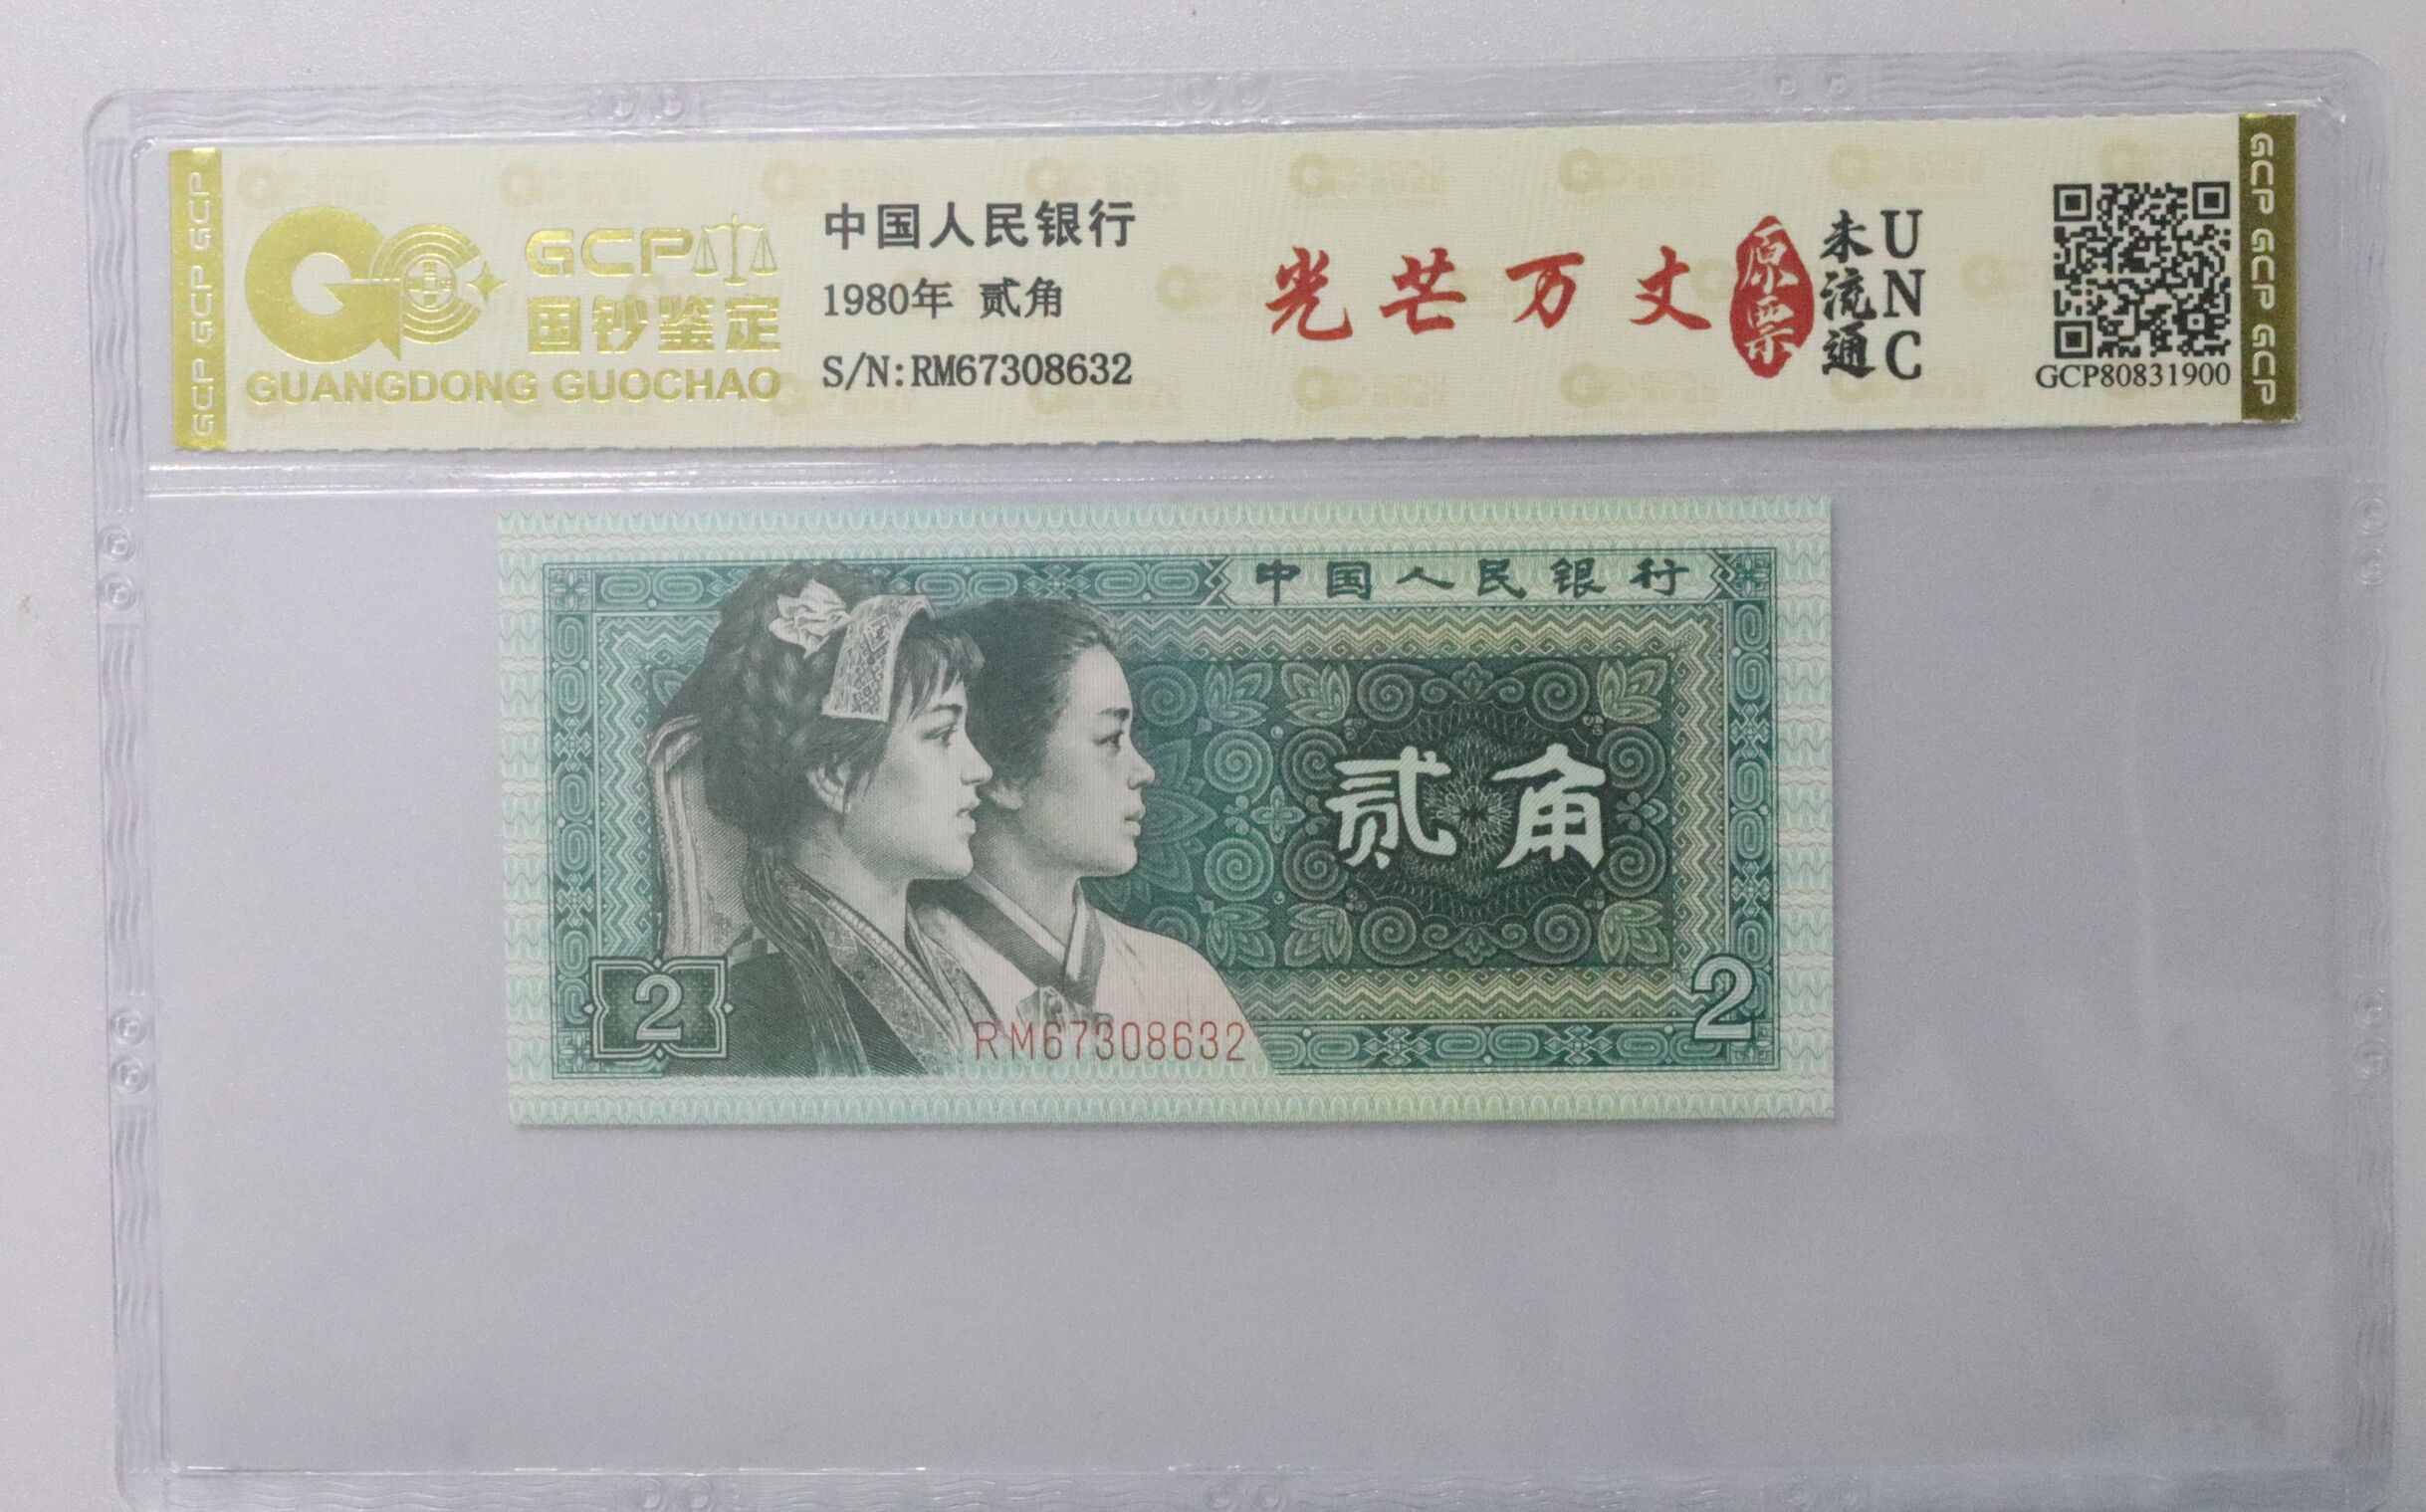 GCP GCP GCP
GCP
国钞鉴定
GUANGDONG GUOCHAO
中国人民银行
1980年 贰角
S/N:RM67308632
光芒万丈
原票
未流通
UNC
GCP80831900
GCP GCP GCP
中国人民银行
贰角
2
2
RM67308632